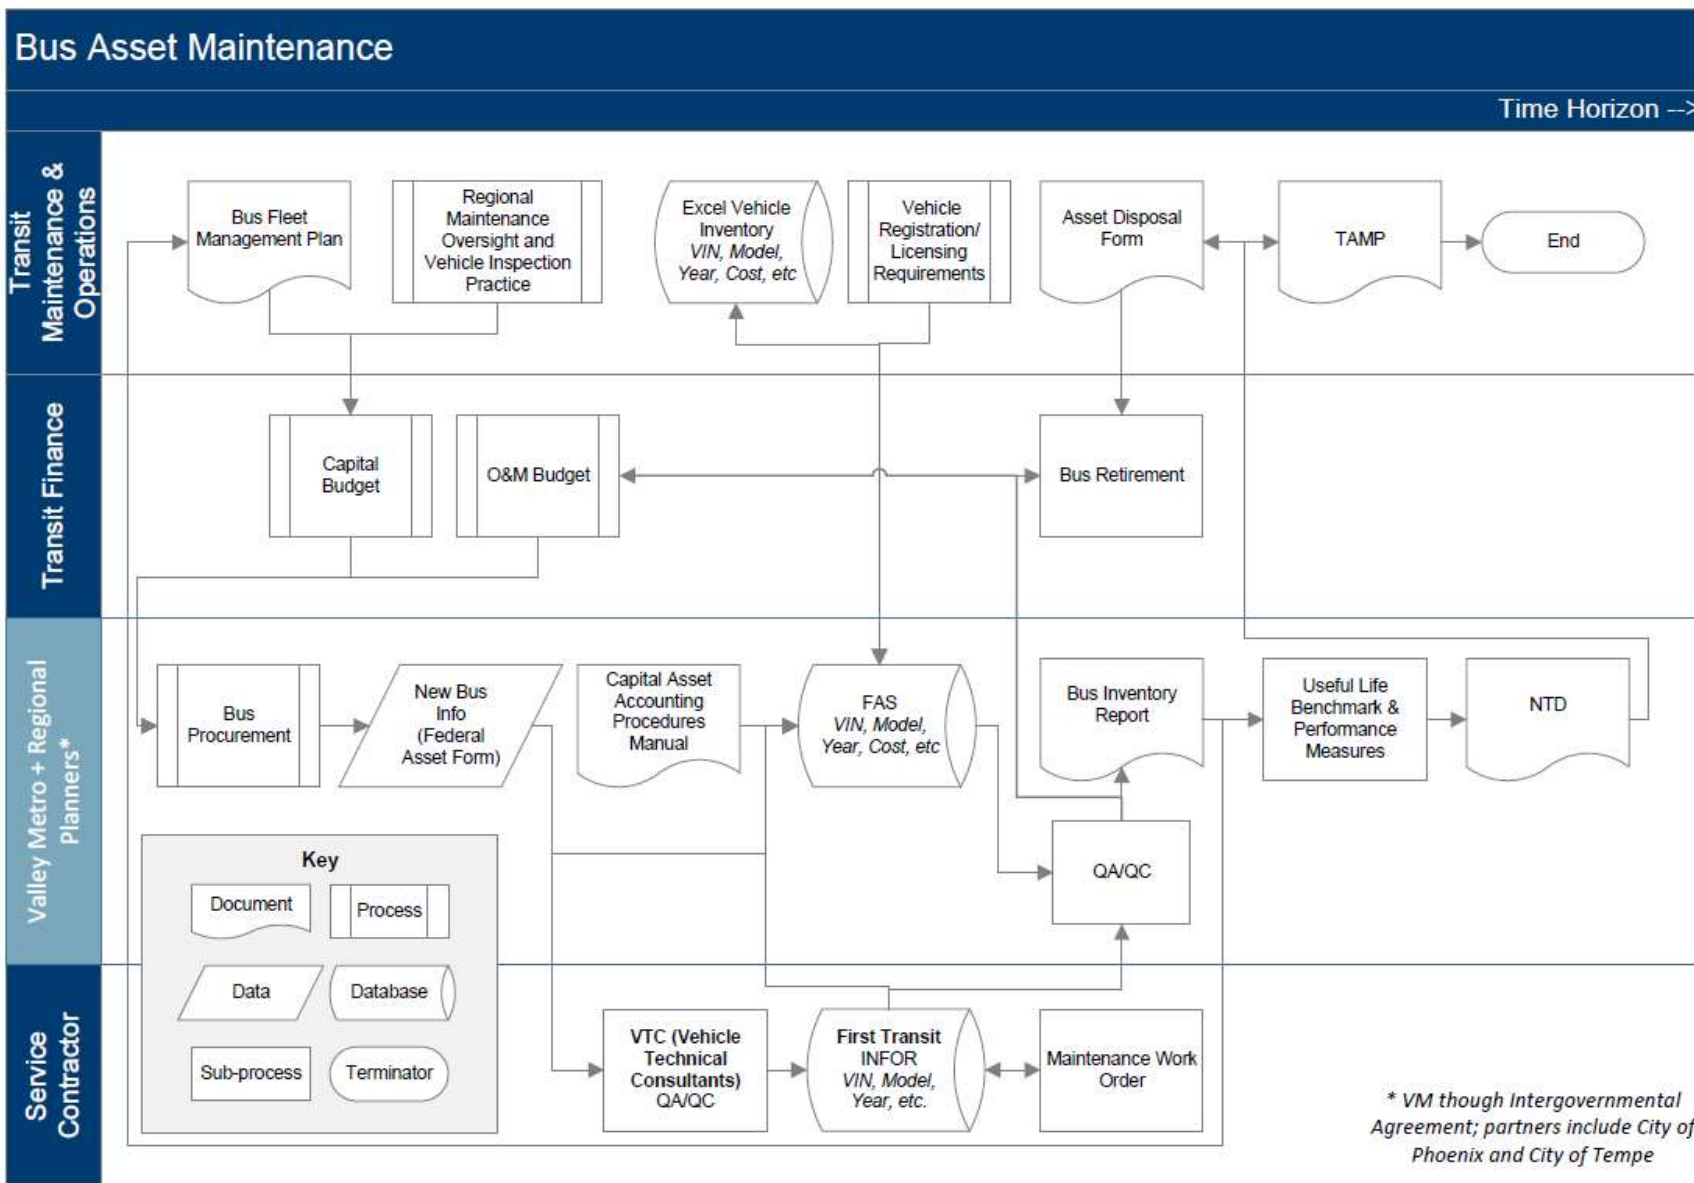 Bus Asset Maintenance
Time Horizon -->
Transit
Maintenance &
Operations
Bus Fleet
Management Plan
Regional
Maintenance
Oversight and
Vehicle Inspection
Practice
Excel Vehicle
Inventory
VIN, Model,
Year, Cost, etc
Vehicle
Registration/
Licensing
Requirements
Asset Disposal
Form
TAMP
End
Transit Finance
Capital
Budget
O&M Budget
Bus Retirement
Valley Metro + Regional
Planners*
Bus
Procurement
New Bus
Info
(Federal
Asset Form)
Capital Asset
Accounting
Procedures
Manual
FAS
VIN, Model,
Year, Cost, etc
Bus Inventory
Report
Useful Life
Benchmark &
Performance
Measures
NTD
QA/QC
Key
Document
Process
Data
Database
Sub-process
Terminator
Service
Contractor
VTC (Vehicle
Technical
Consultants)
QA/QC
First Transit
INFOR
VIN, Model,
Year, etc.
Maintenance Work
Order
* VM though Intergovernmental
Agreement; partners include City of
Phoenix and City of Tempe